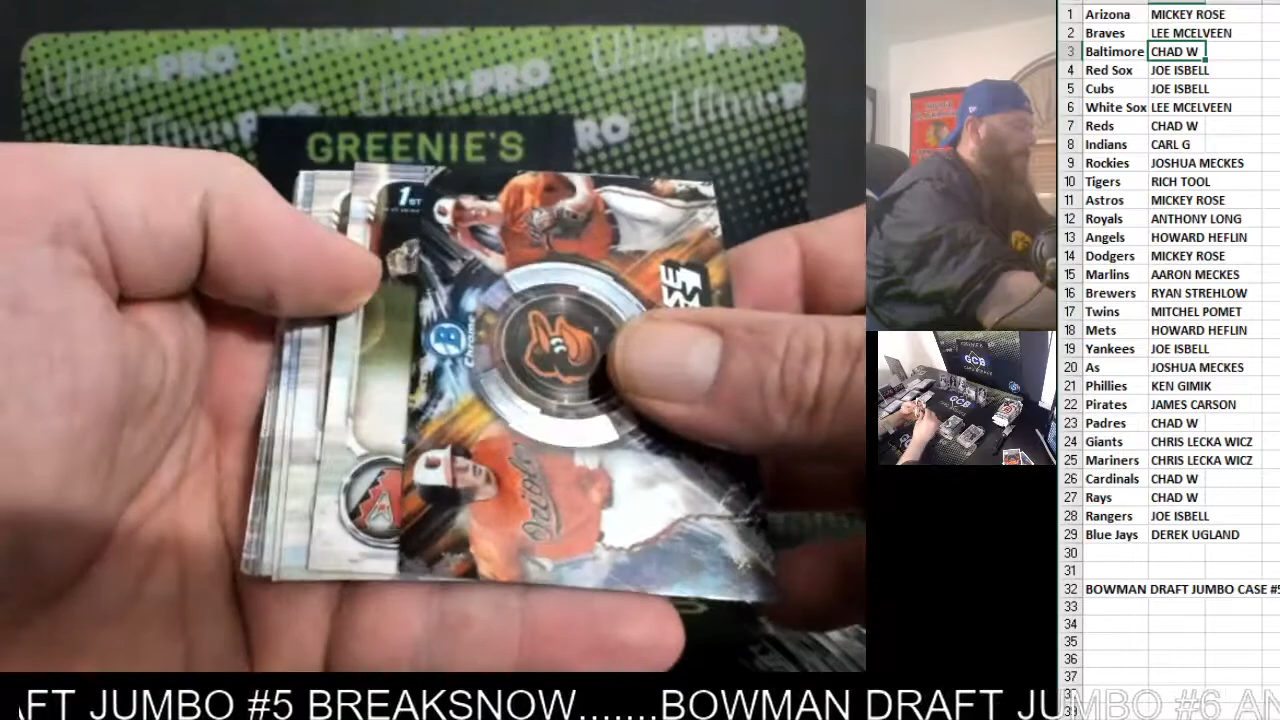 Ultra PRO
PRO
PRO
GREENIE'S
1ST
Chrome
Orioles
GCB
GCB
1 Arizona MICKEY ROSE
2 Braves LEE MCELVEEN
3 Baltimore CHAD W
4 Red Sox JOE ISBELL
5 Cubs JOE ISBELL
6 White Sox LEE MCELVEEN
7 Reds CHAD W
8 Indians CARL G
9 Rockies JOSHUA MECKES
10 Tigers RICH TOOL
11 Astros MICKEY ROSE
12 Royals ANTHONY LONG
13 Angels HOWARD HEFLIN
14 Dodgers MICKEY ROSE
15 Marlins AARON MECKES
16 Brewers RYAN STREHLOW
17 Twins MITCHEL POMET
18 Mets HOWARD HEFLIN
19 Yankees JOE ISBELL
20 As JOSHUA MECKES
21 Phillies KEN GIMIK
22 Pirates JAMES CARSON
23 Padres CHAD W
24 Giants CHRIS LECKA WICZ
25 Mariners CHRIS LECKA WICZ
26 Cardinals CHAD W
27 Rays CHAD W
28 Rangers JOE ISBELL
29 Blue Jays DEREK UGLAND
30
31
32 BOWMAN DRAFT JUMBO CASE #5
33
34
35
36
37
AFT JUMBO #5 BREAKSNOW.......BOWMAN DRAFT JUMBO #6 AN